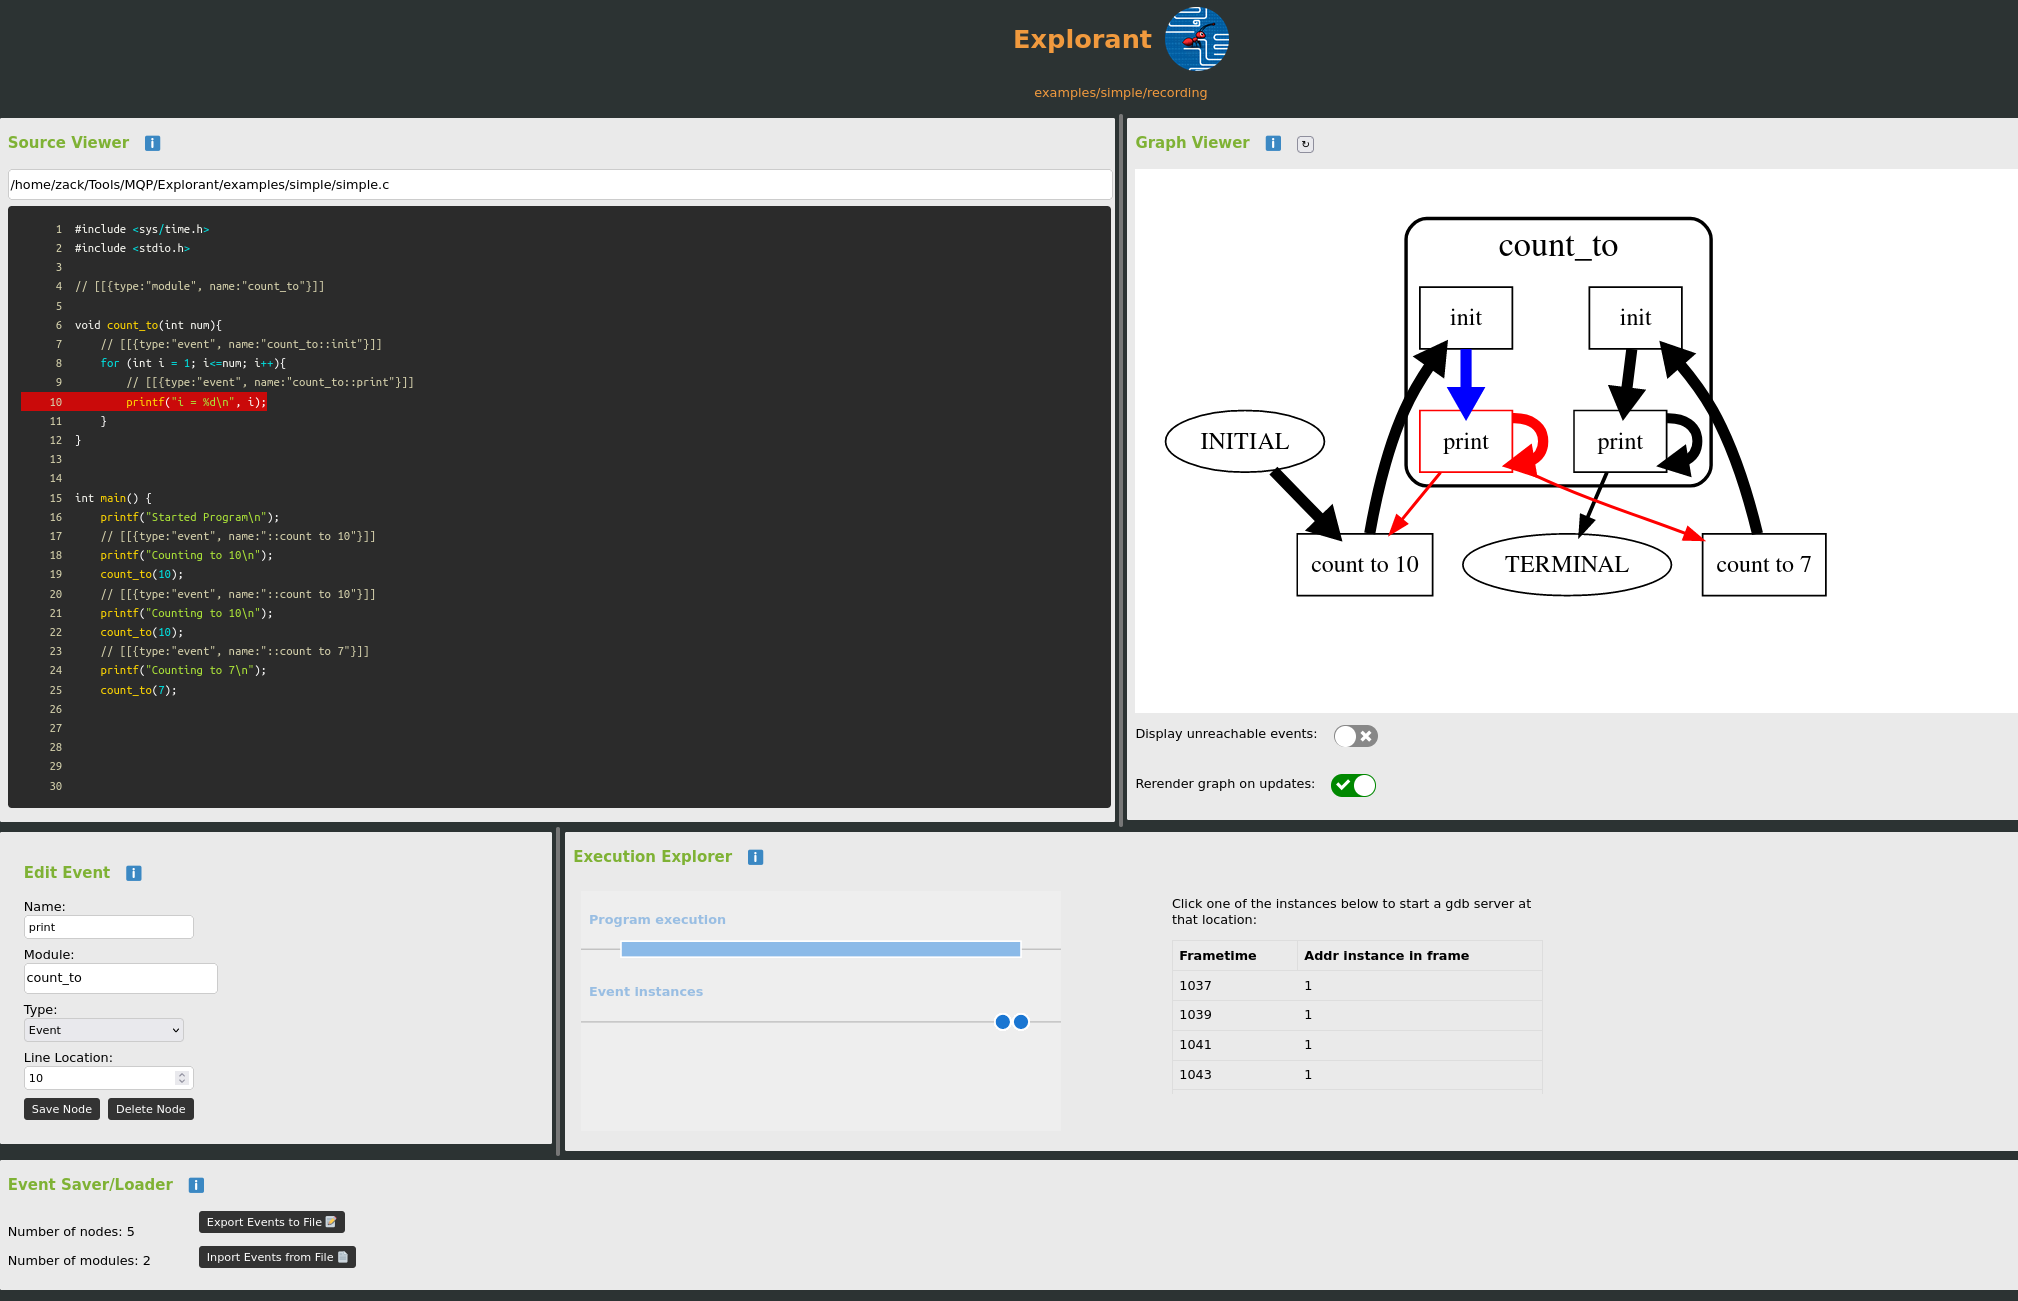 Explorant
examples/simple/recording
Source Viewer i
/home/zack/Tools/MQP/Explorant/examples/simple/simple.c
1 #include <sys/time.h>
2 #include <stdio.h>
3
4 // [[{type:"module", name:"count_to"}]]
5
6 void count_to(int num){
7 // [[{type:"event", name:"count_to::init"}]]
8 for (int i = 1; i<=num; i++){
9 // [[{type:"event", name:"count_to::print"}]]
10 printf("i = %d\n", i);
11 }
12 }
13
14
15 int main() {
16 printf("Started Program\n");
17 // [[{type:"event", name:"::count to 10"}]]
18 printf("Counting to 10\n");
19 count_to(10);
20 // [[{type:"event", name:"::count to 10"}]]
21 printf("Counting to 10\n");
22 count_to(10);
23 // [[{type:"event", name:"::count to 7"}]]
24 printf("Counting to 7\n");
25 count_to(7);
26
27
28
29
30
Graph Viewer i ↻
count_to
init init
INITIAL print print
count to 10 TERMINAL count to 7
Display unreachable events:
Rerender graph on updates:
Edit Event i
Name:
print
Module:
count_to
Type:
Event
Line Location:
10
Save Node Delete Node
Execution Explorer i
Program execution
Event instances
Click one of the instances below to start a gdb server at
that location:
Frametime Addr instance in frame
1037 1
1039 1
1041 1
1043 1
Event Saver/Loader i
Number of nodes: 5 Export Events to File
Number of modules: 2 Inport Events from File